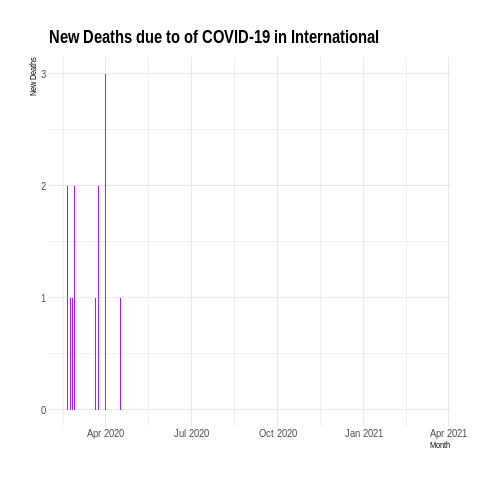 New Deaths due to of COVID-19 in International
New Deaths
3
2
1
0
Apr 2020 Jul 2020 Oct 2020 Jan 2021 Apr 2021
Month